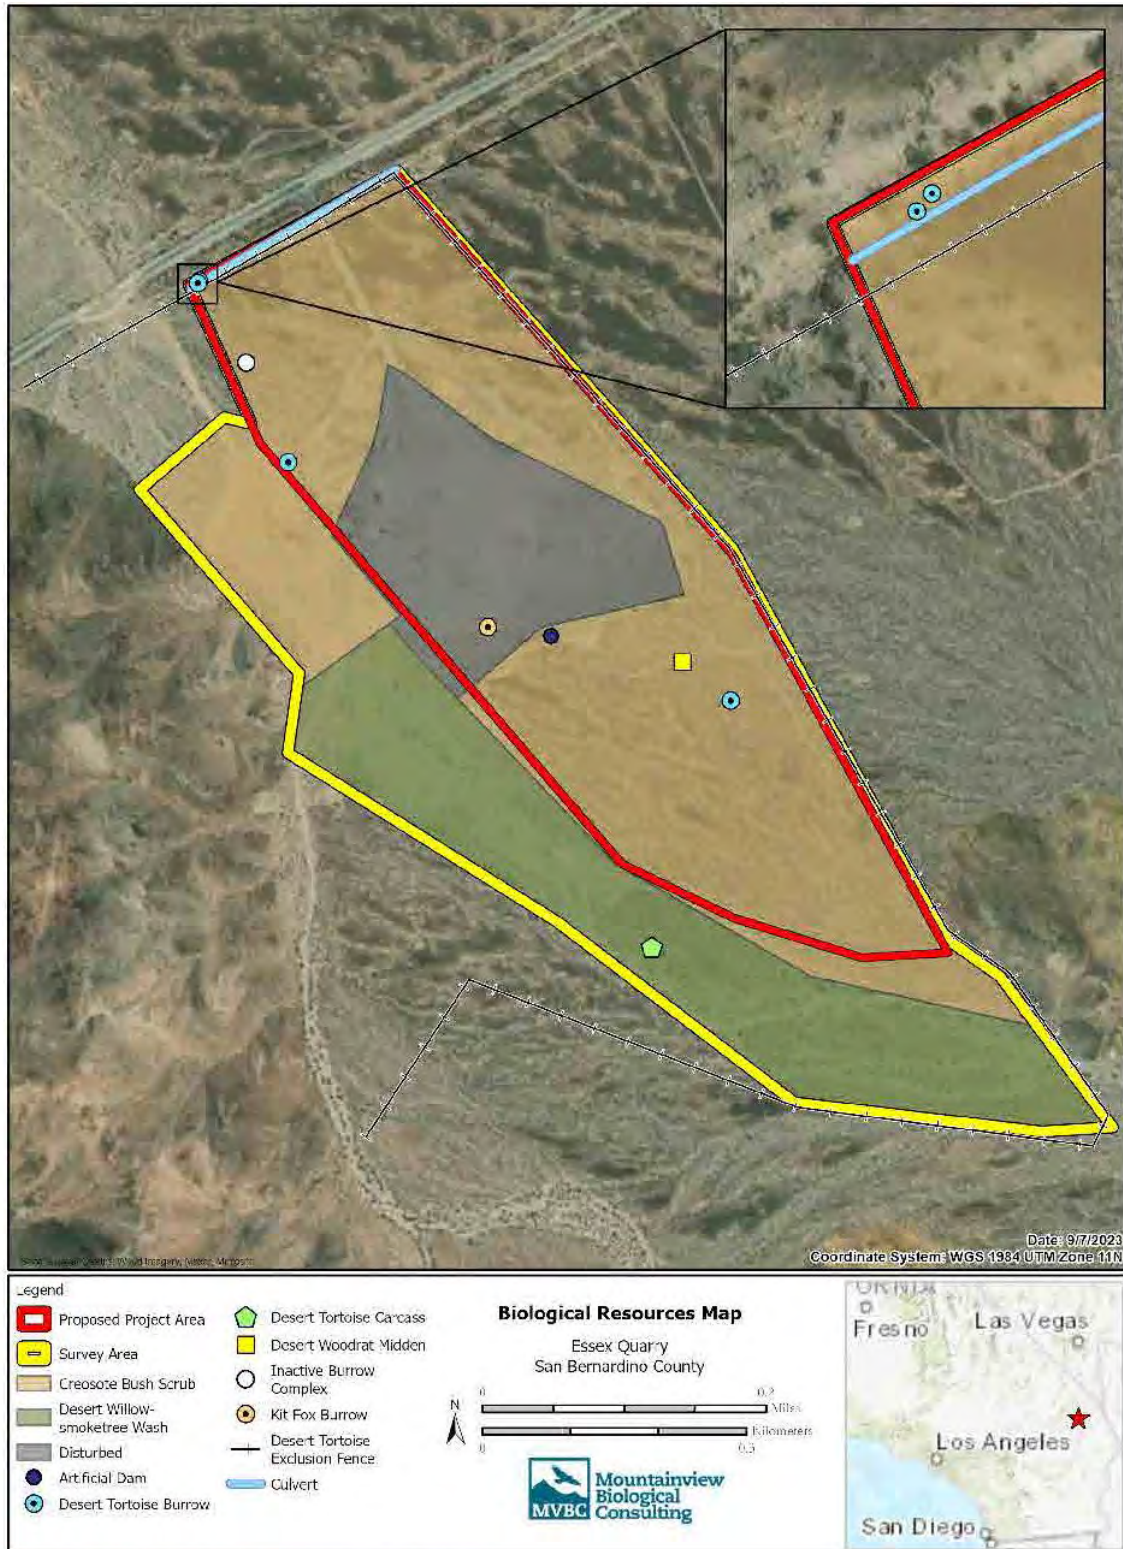 Date: 9/7/2023
Coordinate System: WGS 1984 UTM Zone 11N
Legend
Proposed Project Area
Survey Area
Creosote Bush Scrub
Desert Willow-
smoketree Wash
Disturbed
Artificial Dam
Desert Tortoise Burrow
Desert Tortoise Carcass
Desert Woodrat Midden
Inactive Burrow
Complex
Kit Fox Burrow
Desert Tortoise
Exclusion Fence
Culvert
Biological Resources Map
Essex Quarry
San Bernardino County
N
0 0.2
Miles
Kilometers
0 0.3
MVBC
Mountainview
Biological
Consulting
Fresno
Las Vegas
Los Angeles
San Diego